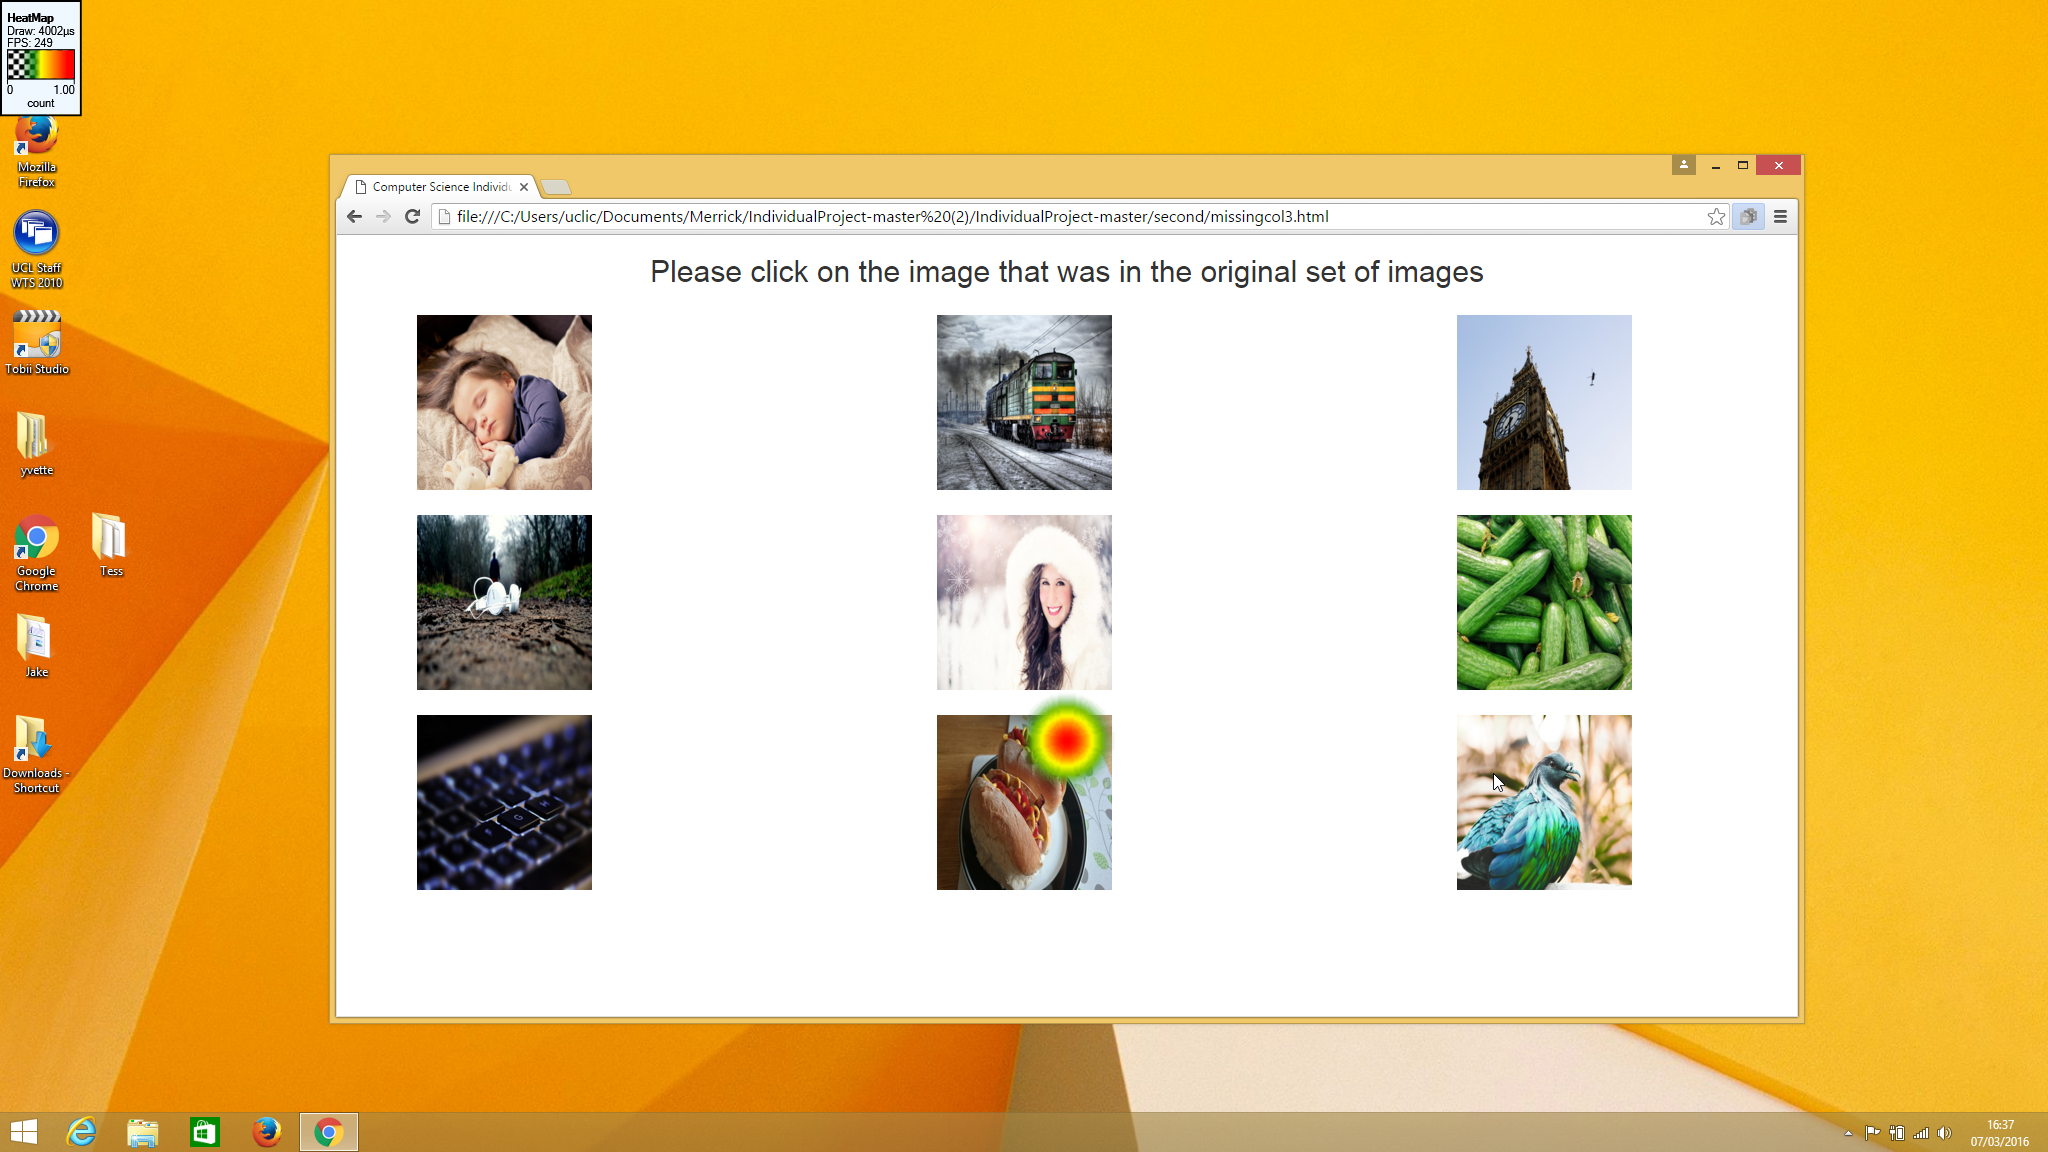 HeatMap
Draw: 4002µs
FPS: 249
0 1.00
count
Mozilla
Firefox
UCL Staff
WTS 2010
Tobii Studio
yvette
Google
Chrome
Tess
Jake
Downloads -
Shortcut
Computer Science Individu
file:///C:/Users/uclic/Documents/Merrick/IndividualProject-master%20(2)/IndividualProject-master/second/missingcol3.html
Please click on the image that was in the original set of images
16:37
07/03/2016